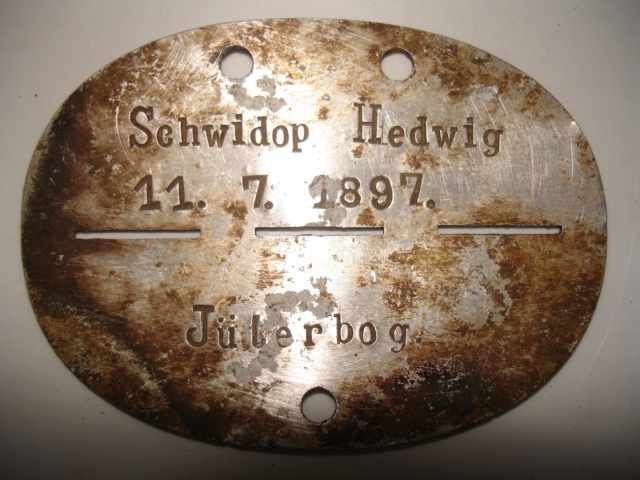 Schwidop Hedwig
11. 7. 1897.
Jüterbog.